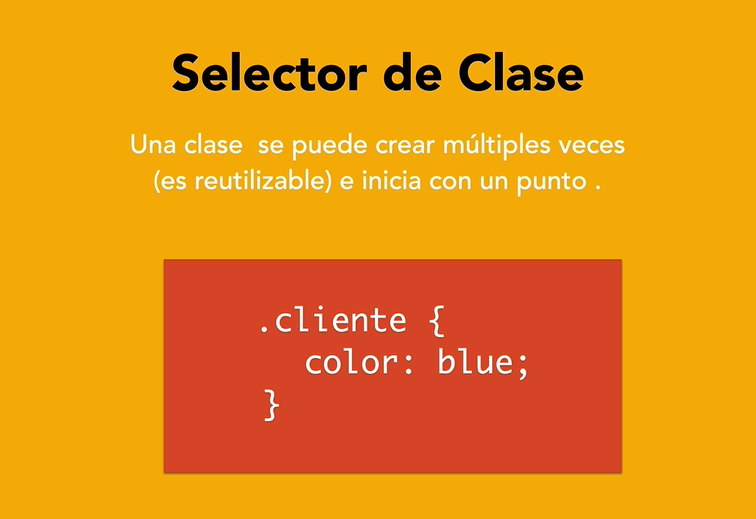 Selector de Clase
Una clase  se puede crear múltiples veces
(es reutilizable) e inicia con un punto .
.cliente {
color: blue;
}